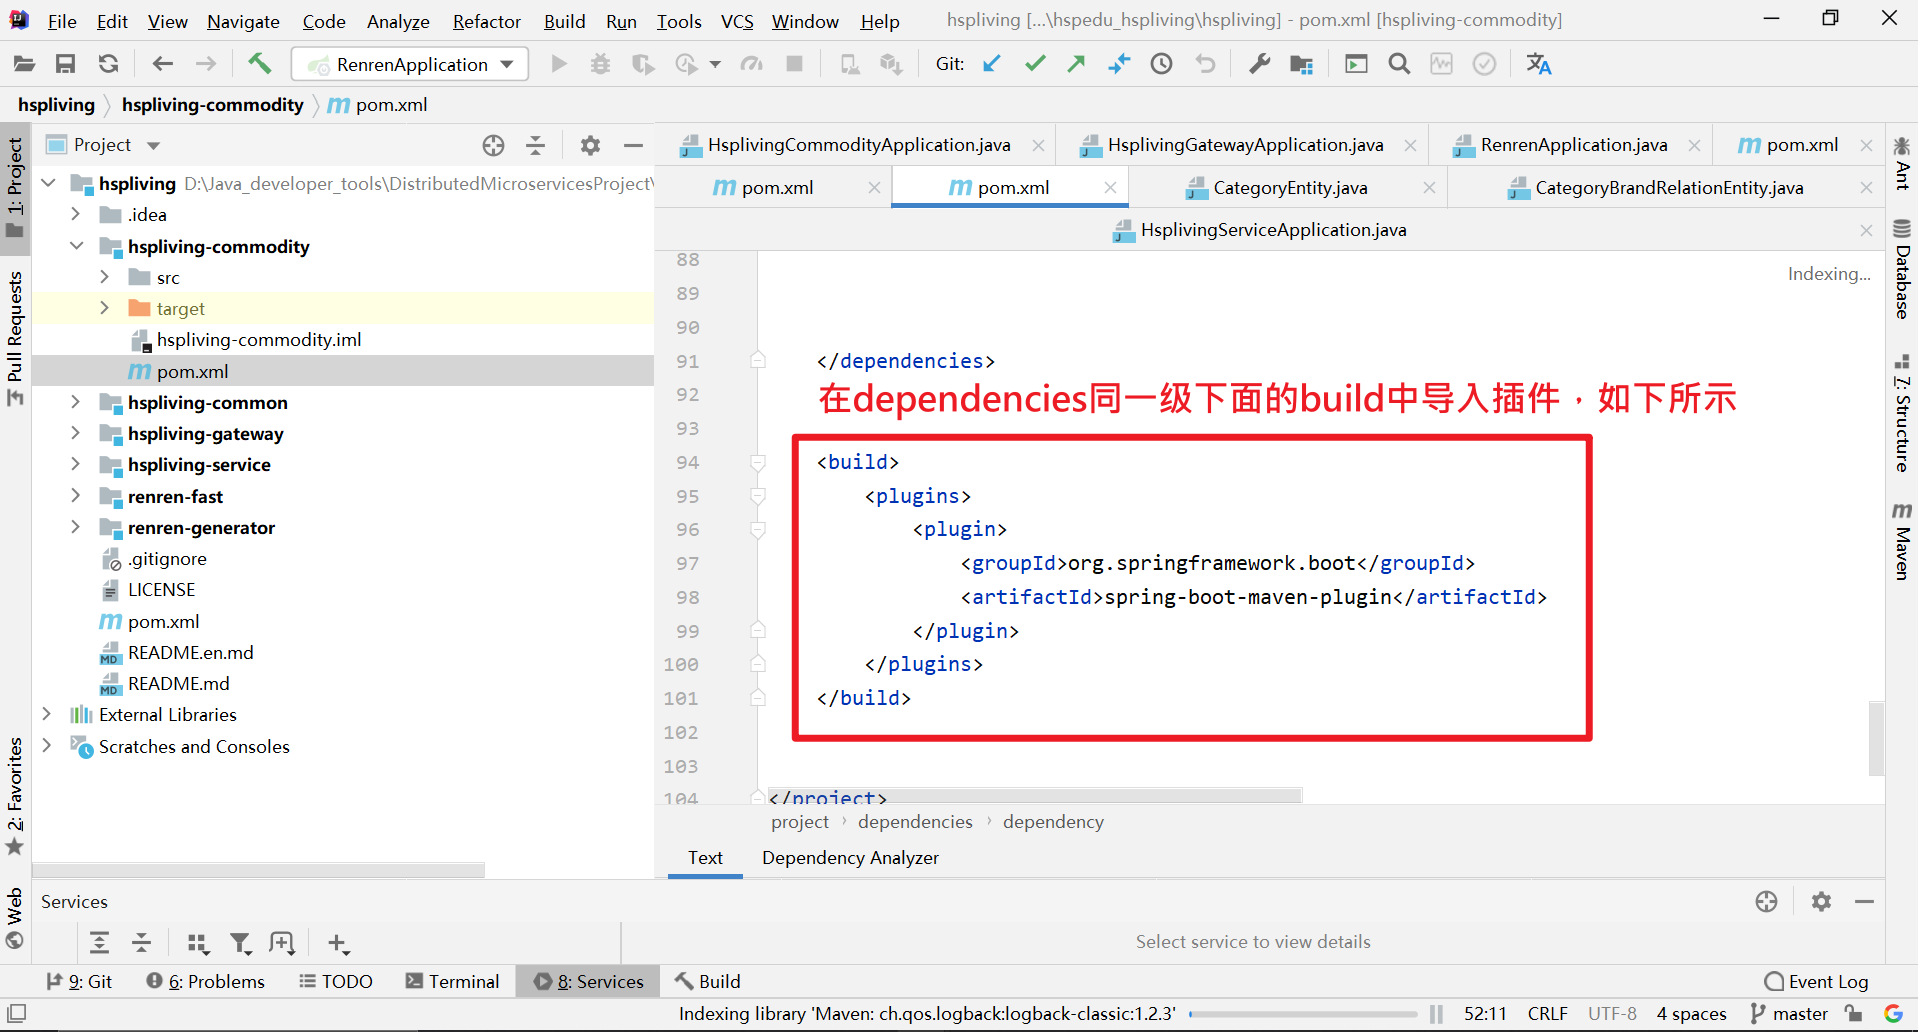 File Edit View Navigate Code Analyze Refactor Build Run Tools VCS Window Help hspliving [...\hspedu_hspliving\hspliving] - pom.xml [hspliving-commodity]
RenrenApplication Git:
hspliving hspliving-commodity pom.xml
1: Project
Pull Requests
2: Favorites
Web
Project
hspliving D:\Java_developer_tools\DistributedMicroservicesProject\
.idea
hspliving-commodity
src
target
hspliving-commodity.iml
pom.xml
hspliving-common
hspliving-gateway
hspliving-service
renren-fast
renren-generator
.gitignore
LICENSE
pom.xml
README.en.md
README.md
External Libraries
Scratches and Consoles
HsplivingCommodityApplication.java HsplivingGatewayApplication.java RenrenApplication.java pom.xml
pom.xml pom.xml CategoryEntity.java CategoryBrandRelationEntity.java
HsplivingServiceApplication.java
Indexing...
88
89
90
91 </dependencies>
92 在dependencies同一级下面的build中导入插件，如下所示
93
94 <build>
95 <plugins>
96 <plugin>
97 <groupId>org.springframework.boot</groupId>
98 <artifactId>spring-boot-maven-plugin</artifactId>
99 </plugin>
100 </plugins>
101 </build>
102
103
104 </project>
project dependencies dependency
Text Dependency Analyzer
Ant
Database
7: Structure
Maven
Services
Select service to view details
9: Git 6: Problems TODO Terminal 8: Services Build Event Log
Indexing library 'Maven: ch.qos.logback:logback-classic:1.2.3' 52:11 CRLF UTF-8 4 spaces master